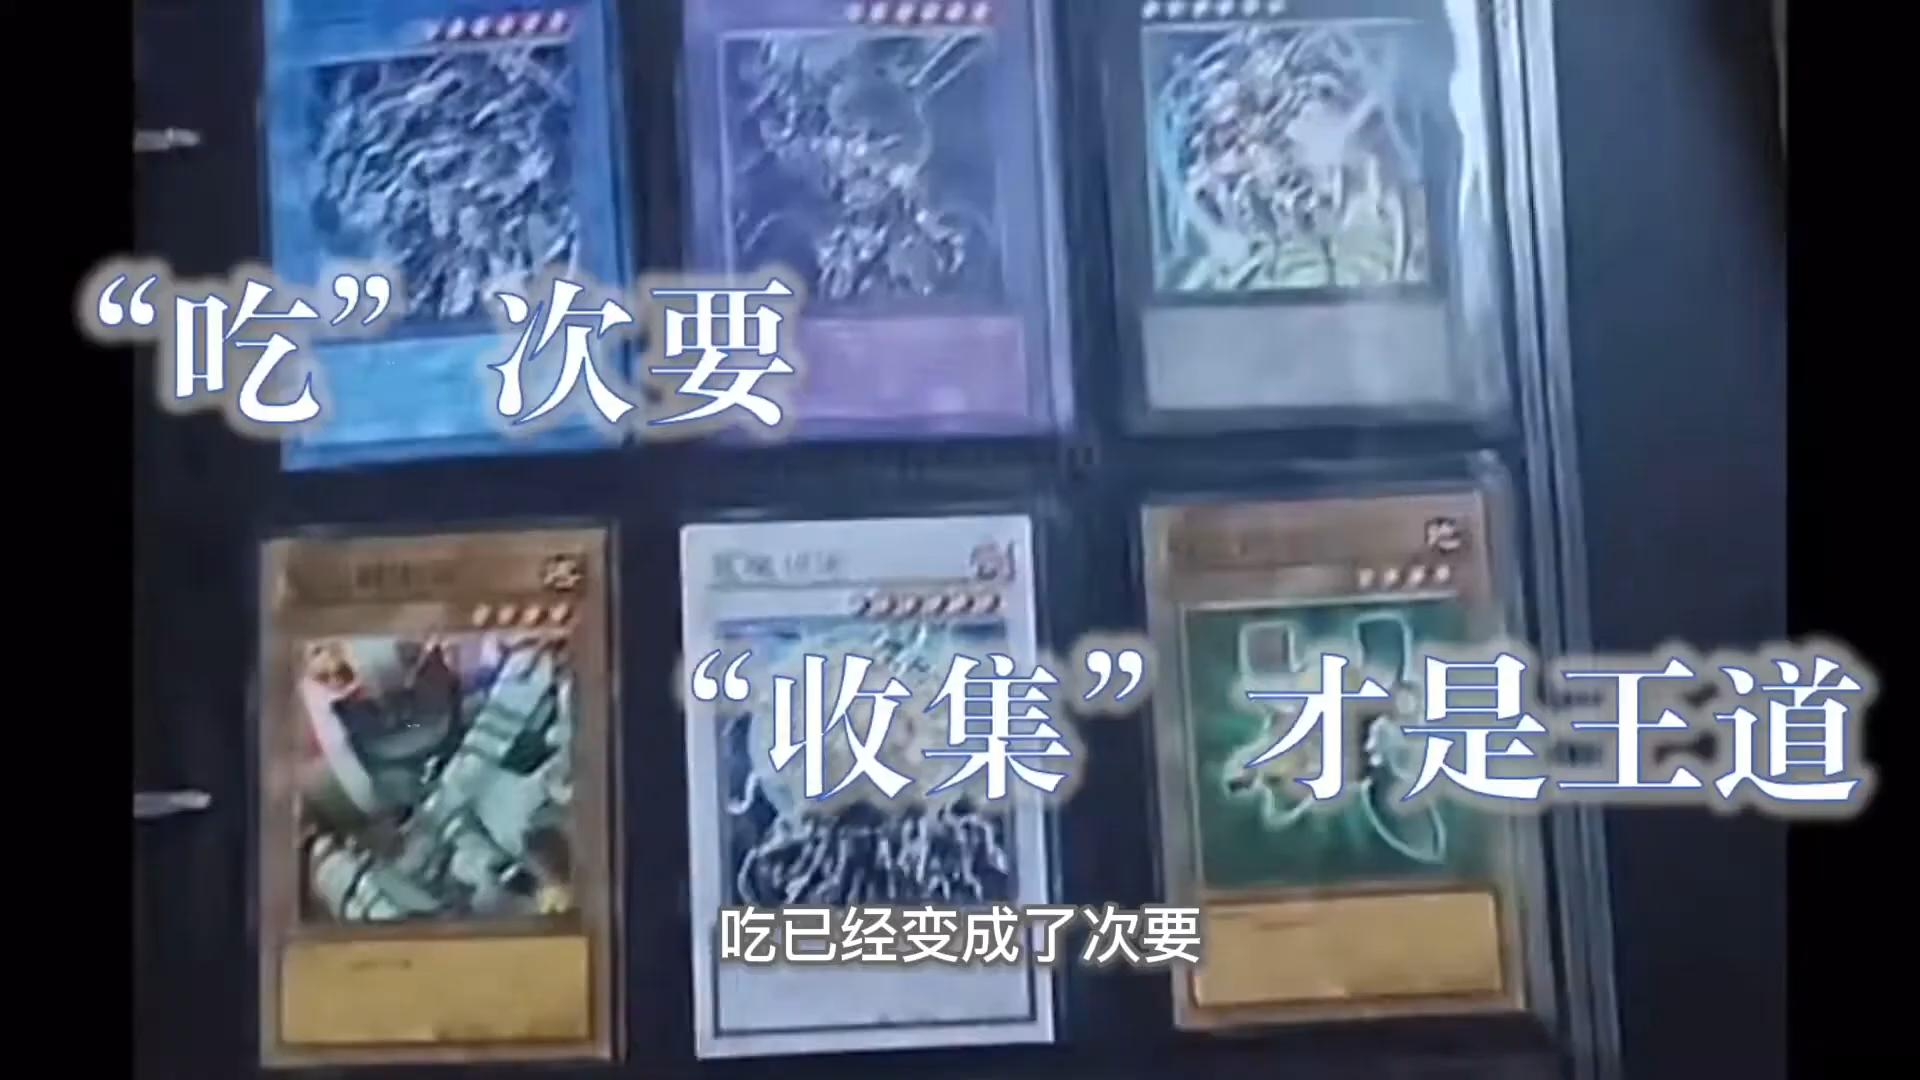 “吃” 次要
“收集” 才是王道
吃已经变成了次要